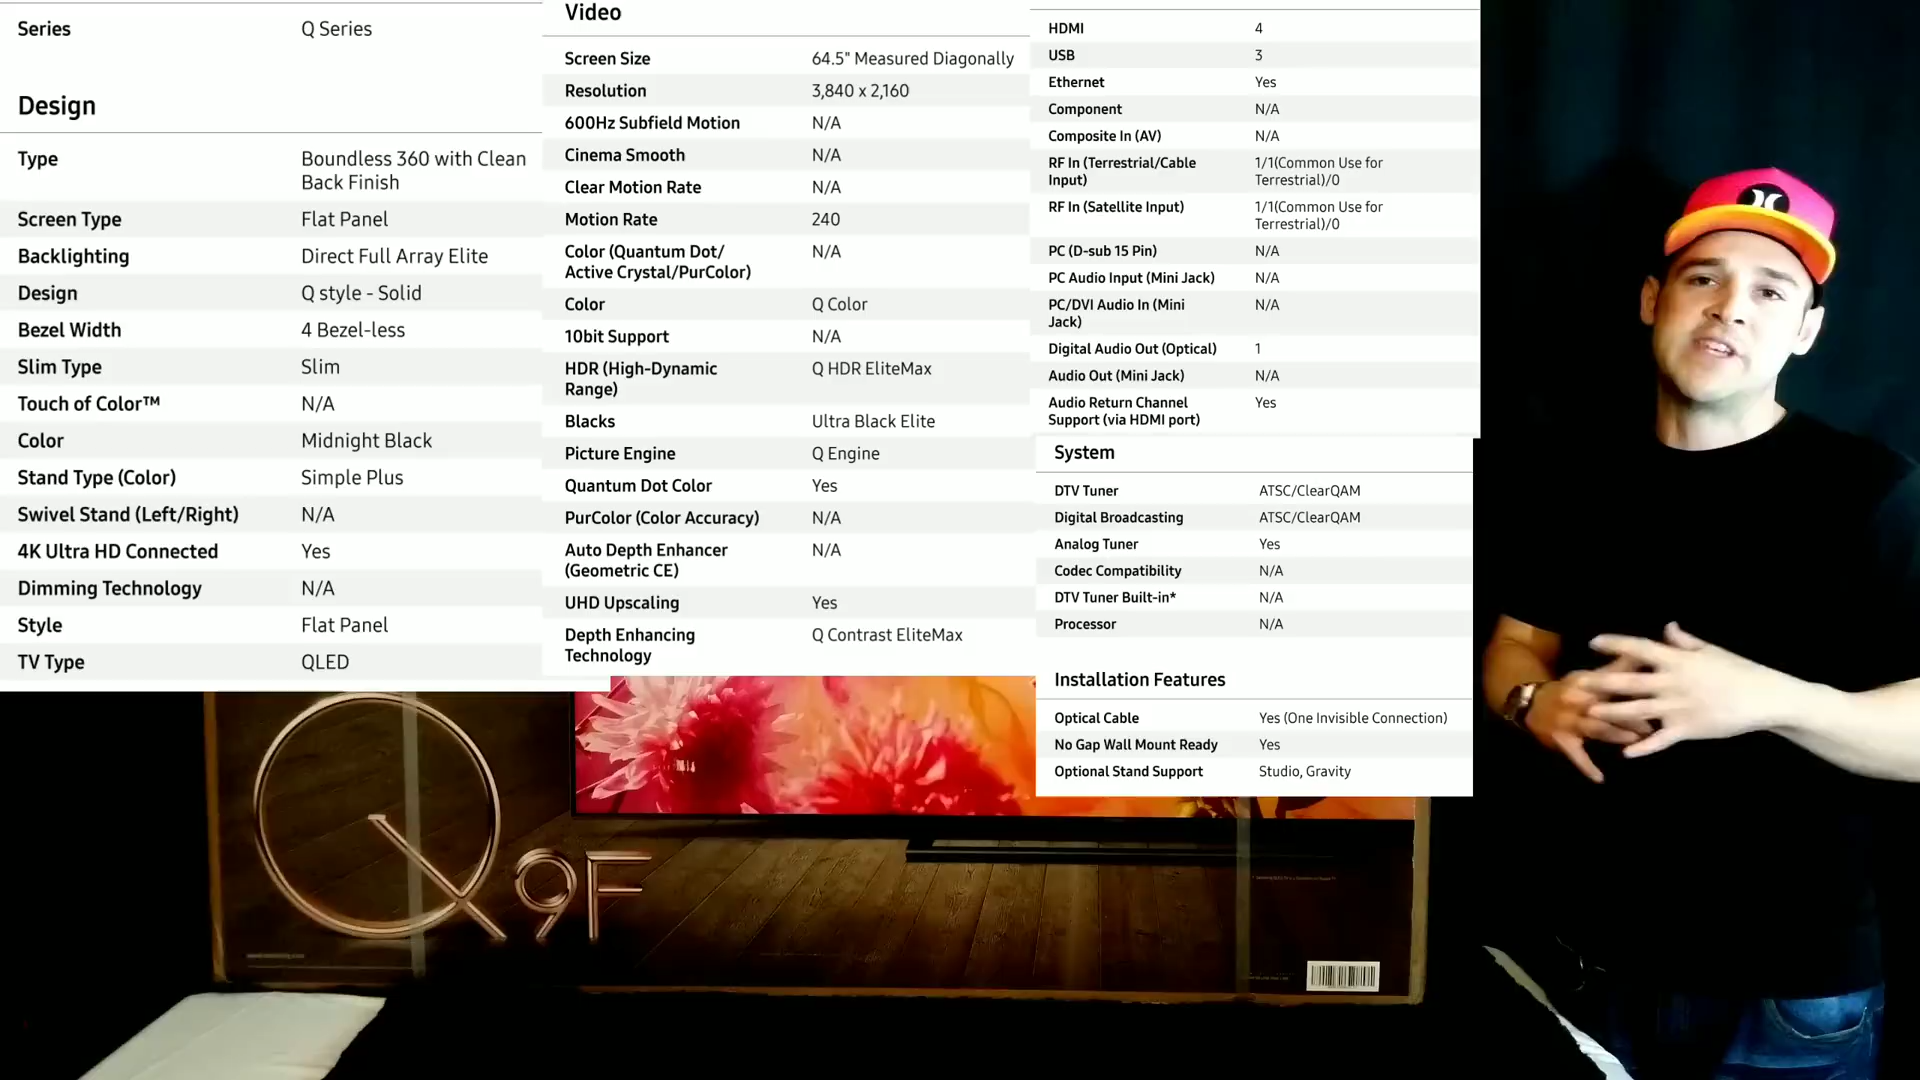 Series Q Series
Design
Type Boundless 360 with Clean
Back Finish
Screen Type Flat Panel
Backlighting Direct Full Array Elite
Design Q style - Solid
Bezel Width 4 Bezel-less
Slim Type Slim
Touch of Color™ N/A
Color Midnight Black
Stand Type (Color) Simple Plus
Swivel Stand (Left/Right) N/A
4K Ultra HD Connected Yes
Dimming Technology N/A
Style Flat Panel
TV Type QLED
Video
Screen Size 64.5" Measured Diagonally
Resolution 3,840 x 2,160
600Hz Subfield Motion N/A
Cinema Smooth N/A
Clear Motion Rate N/A
Motion Rate 240
Color (Quantum Dot/ N/A
Active Crystal/PurColor)
Color Q Color
10bit Support N/A
HDR (High-Dynamic Q HDR EliteMax
Range)
Blacks Ultra Black Elite
Picture Engine Q Engine
Quantum Dot Color Yes
PurColor (Color Accuracy) N/A
Auto Depth Enhancer N/A
(Geometric CE)
UHD Upscaling Yes
Depth Enhancing Q Contrast EliteMax
Technology
HDMI 4
USB 3
Ethernet Yes
Component N/A
Composite In (AV) N/A
RF In (Terrestrial/Cable 1/1(Common Use for
Input) Terrestrial)/0
RF In (Satellite Input) 1/1(Common Use for
Terrestrial)/0
PC (D-sub 15 Pin) N/A
PC Audio Input (Mini Jack) N/A
PC/DVI Audio In (Mini N/A
Jack)
Digital Audio Out (Optical) 1
Audio Out (Mini Jack) N/A
Audio Return Channel Yes
Support (via HDMI port)
System
DTV Tuner ATSC/ClearQAM
Digital Broadcasting ATSC/ClearQAM
Analog Tuner Yes
Codec Compatibility N/A
DTV Tuner Built-in* N/A
Processor N/A
Installation Features
Optical Cable Yes (One Invisible Connection)
No Gap Wall Mount Ready Yes
Optional Stand Support Studio, Gravity
Q9F